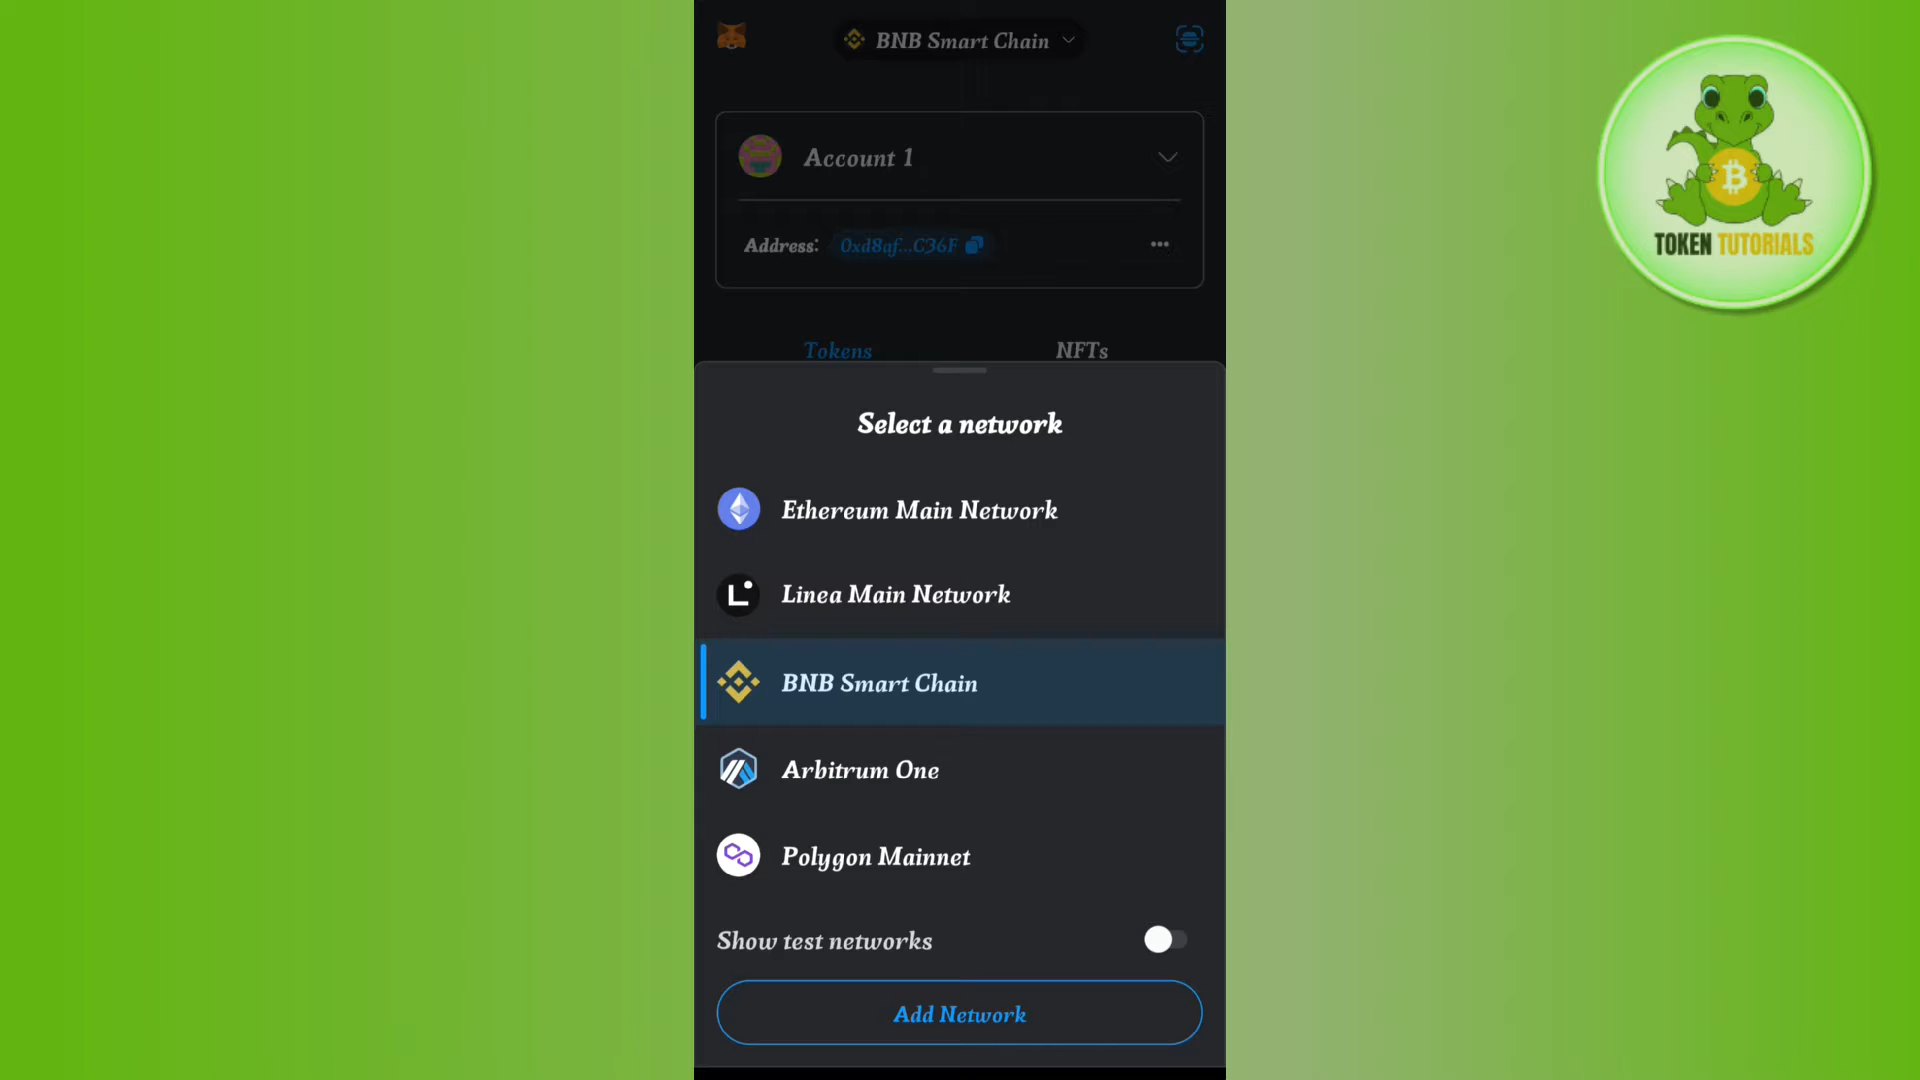 BNB Smart Chain
Account 1
Address: 0xd8af...C36F
Tokens NFTs
Select a network
Ethereum Main Network
Linea Main Network
BNB Smart Chain
Arbitrum One
Polygon Mainnet
Show test networks
Add Network
TOKEN TUTORIALS